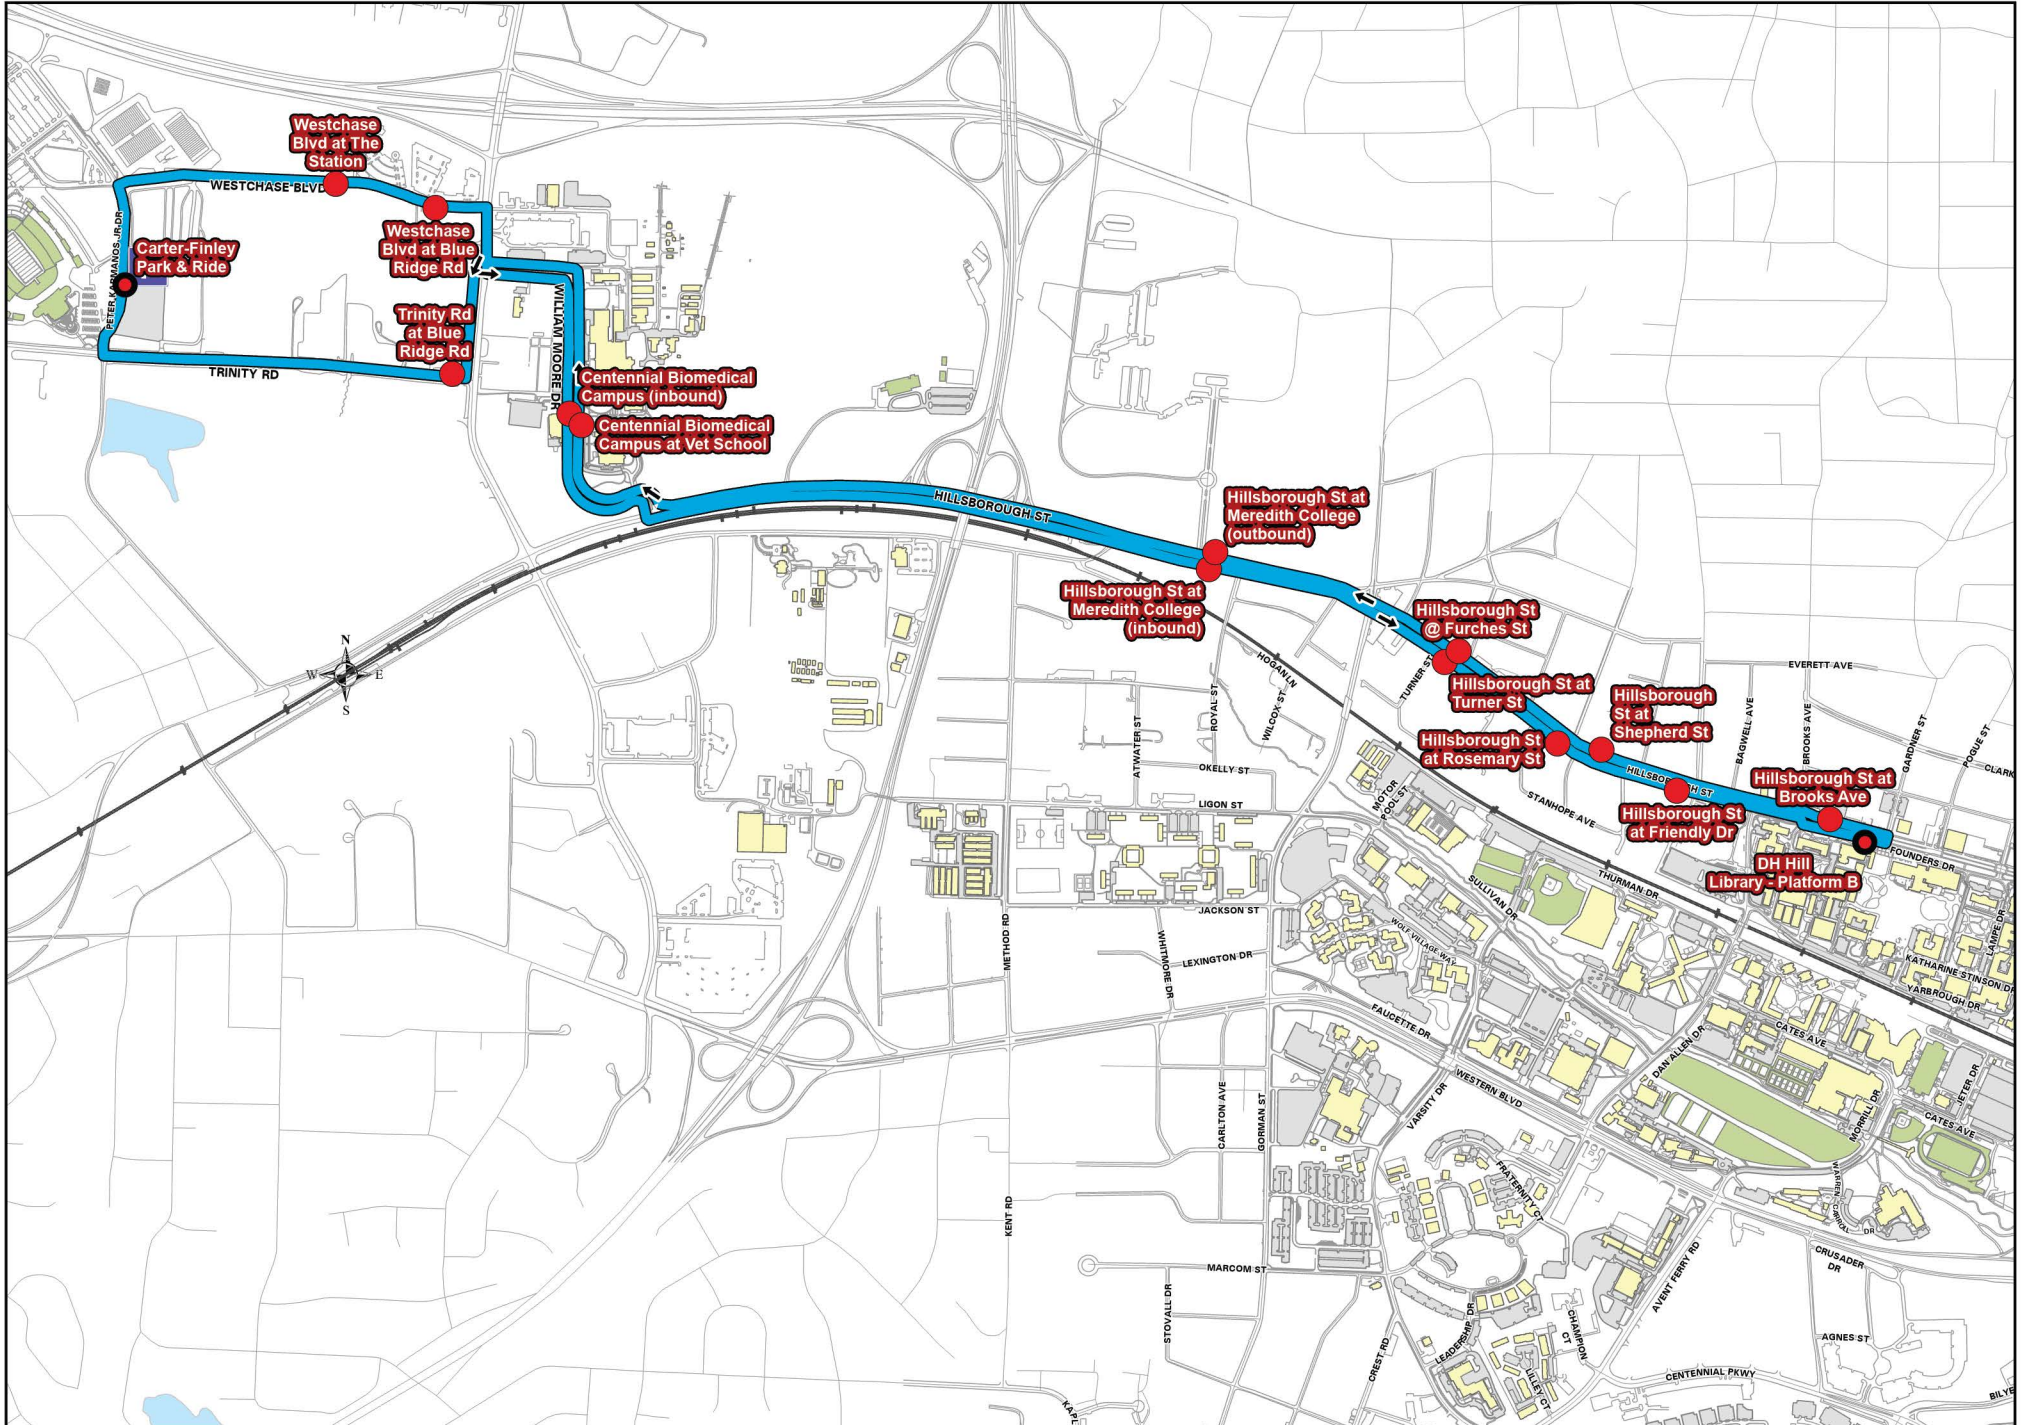 Westchase
Blvd at The
Station
WESTCHASE BLVD
PETER KARMANOS JR DR
Carter-Finley
Park & Ride
Westchase
Blvd at Blue
Ridge Rd
Trinity Rd
at Blue
Ridge Rd
TRINITY RD
WILLIAM MOORE DR
Centennial Biomedical
Campus (inbound)
Centennial Biomedical
Campus at Vet School
HILLSBOROUGH ST
Hillsborough St at
Meredith College
(outbound)
Hillsborough St at
Meredith College
(inbound)
Hillsborough St
@ Furches St
TURNER ST
Hillsborough St at
Turner St
Hillsborough
St at
Shepherd St
Hillsborough St
at Rosemary St
Hillsborough St at
Brooks Ave
Hillsborough St
at Friendly Dr
DH Hill
Library - Platform B
N
W
E
S
HOGAN LN
WILCOX ST
ROYAL ST
ATWATER ST
OKELLY ST
LIGON ST
MOTOR
POOL ST
STANHOPE AVE
EVERETT AVE
BAGWELL AVE
BROOKS AVE
GARDNER ST
POGUE ST
CLARK
FOUNDERS DR
THURMAN DR
SULLIVAN DR
WOLF VILLAGE WAY
JACKSON ST
LEXINGTON DR
WHITMORE DR
METHOD RD
LAMPE DR
KATHARINE STINSON DR
YARBROUGH DR
FAUCETTE DR
DAN ALLEN DR
CATES AVE
WESTERN BLVD
VARSITY DR
CARLTON AVE
GORMAN ST
MORRILL DR
JETER DR
CATES AVE
WARREN CARROLL
DR
FRATERNITY CT
KENT RD
MARCOM ST
STOVALL DR
CREST RD
LEADERSHIP DR
LILLEY CT
CHAMPION
CT
AVENT FERRY RD
CRUSADER
DR
AGNES ST
CENTENNIAL PKWY
BILYE
KAPL